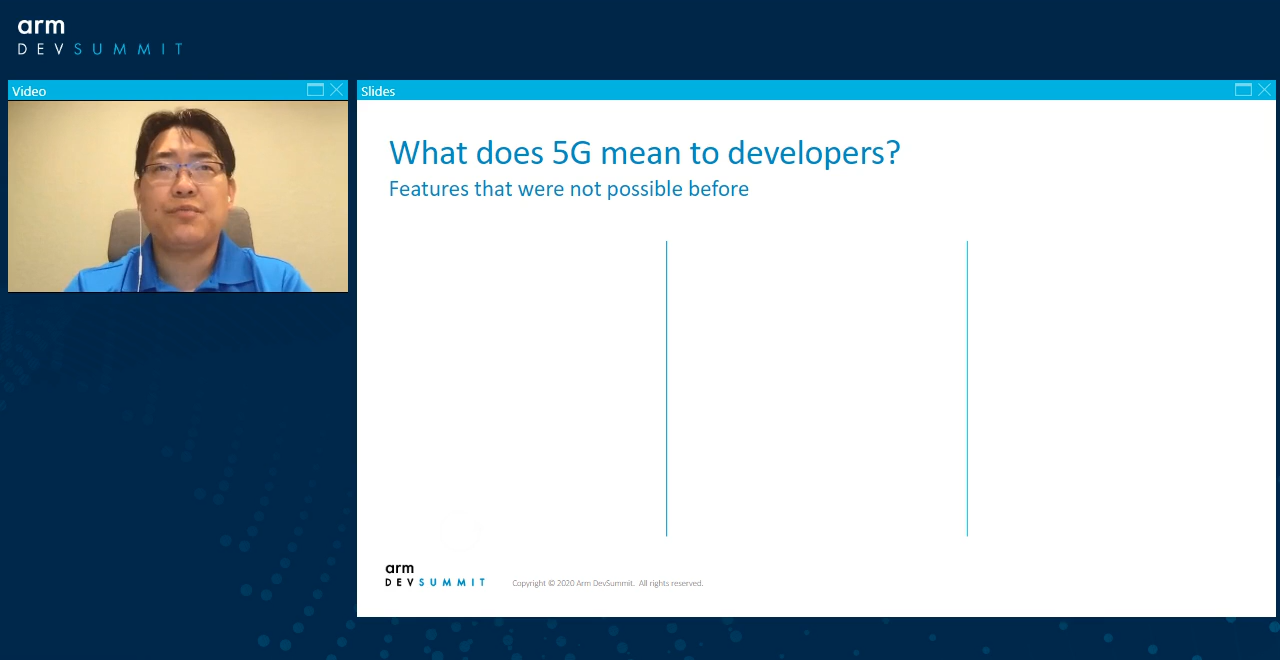 arm
DEVSUMMIT
Video
Slides
What does 5G mean to developers?
Features that were not possible before
arm
DEVSUMMIT
Copyright © 2020 Arm DevSummit. All rights reserved.